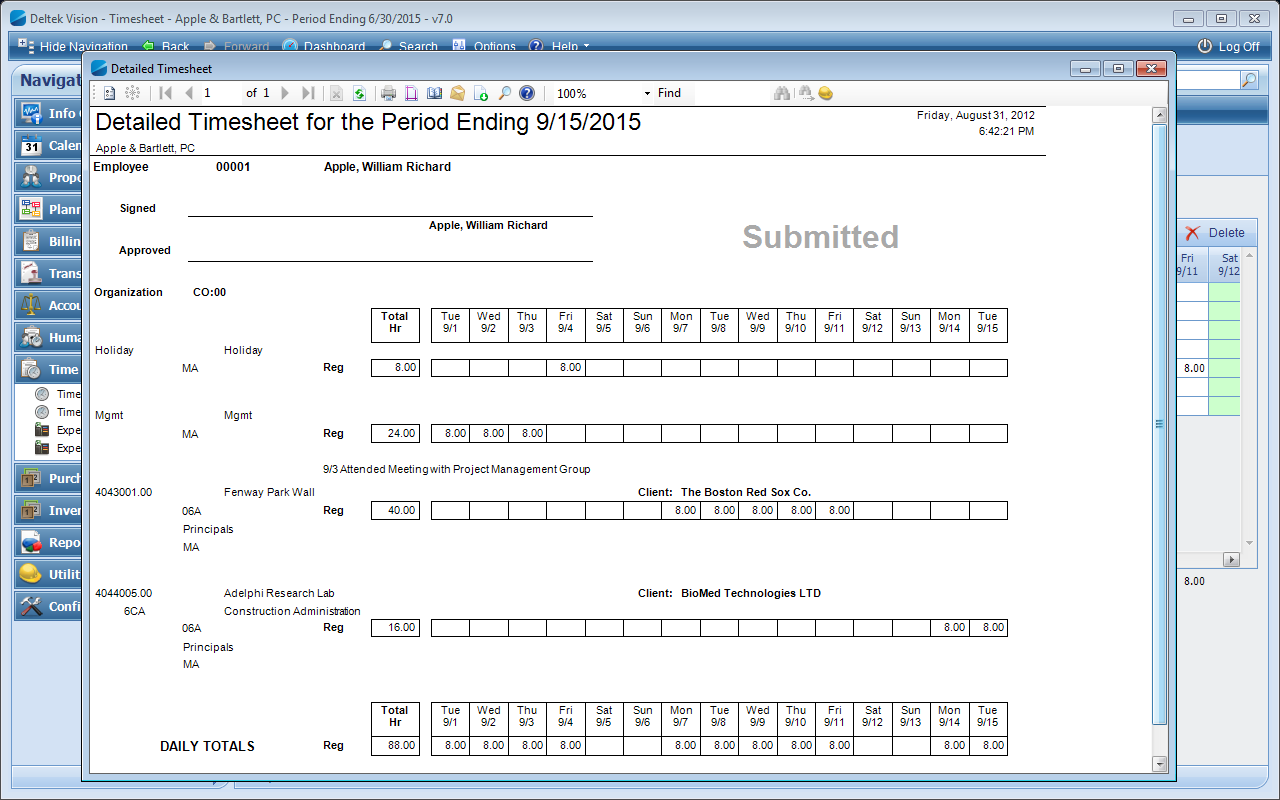 Deltek Vision - Timesheet - Apple & Bartlett, PC - Period Ending 6/30/2015 - v7.0
Hide Navigation Back Forward Dashboard Search Options Help Log Off
Navigat
Info
Calen
Propo
Plann
Billin
Trans
Accou
Huma
Time
Time
Time
Expe
Expe
Purch
Inver
Repo
Utilit
Confi
Detailed Timesheet
1 of 1 100% Find
Detailed Timesheet for the Period Ending 9/15/2015
Friday, August 31, 2012
6:42:21 PM
Apple & Bartlett, PC
Employee 00001 Apple, William Richard
Signed
Apple, William Richard
Submitted
Approved
Organization CO:00
Total Tue Wed Thu Fri Sat Sun Mon Tue Wed Thu Fri Sat Sun Mon Tue
Hr 9/1 9/2 9/3 9/4 9/5 9/6 9/7 9/8 9/9 9/10 9/11 9/12 9/13 9/14 9/15
Holiday Holiday
MA Reg 8.00 8.00
Mgmt Mgmt
MA Reg 24.00 8.00 8.00 8.00
9/3 Attended Meeting with Project Management Group
4043001.00 Fenway Park Wall Client: The Boston Red Sox Co.
06A Reg 40.00 8.00 8.00 8.00 8.00 8.00
Principals
MA
4044005.00 Adelphi Research Lab Client: BioMed Technologies LTD
6CA Construction Administration
06A Reg 16.00 8.00 8.00
Principals
MA
Total Tue Wed Thu Fri Sat Sun Mon Tue Wed Thu Fri Sat Sun Mon Tue
Hr 9/1 9/2 9/3 9/4 9/5 9/6 9/7 9/8 9/9 9/10 9/11 9/12 9/13 9/14 9/15
DAILY TOTALS Reg 88.00 8.00 8.00 8.00 8.00 8.00 8.00 8.00 8.00 8.00 8.00 8.00
Delete
Fri Sat
9/11 9/12
8.00
8.00